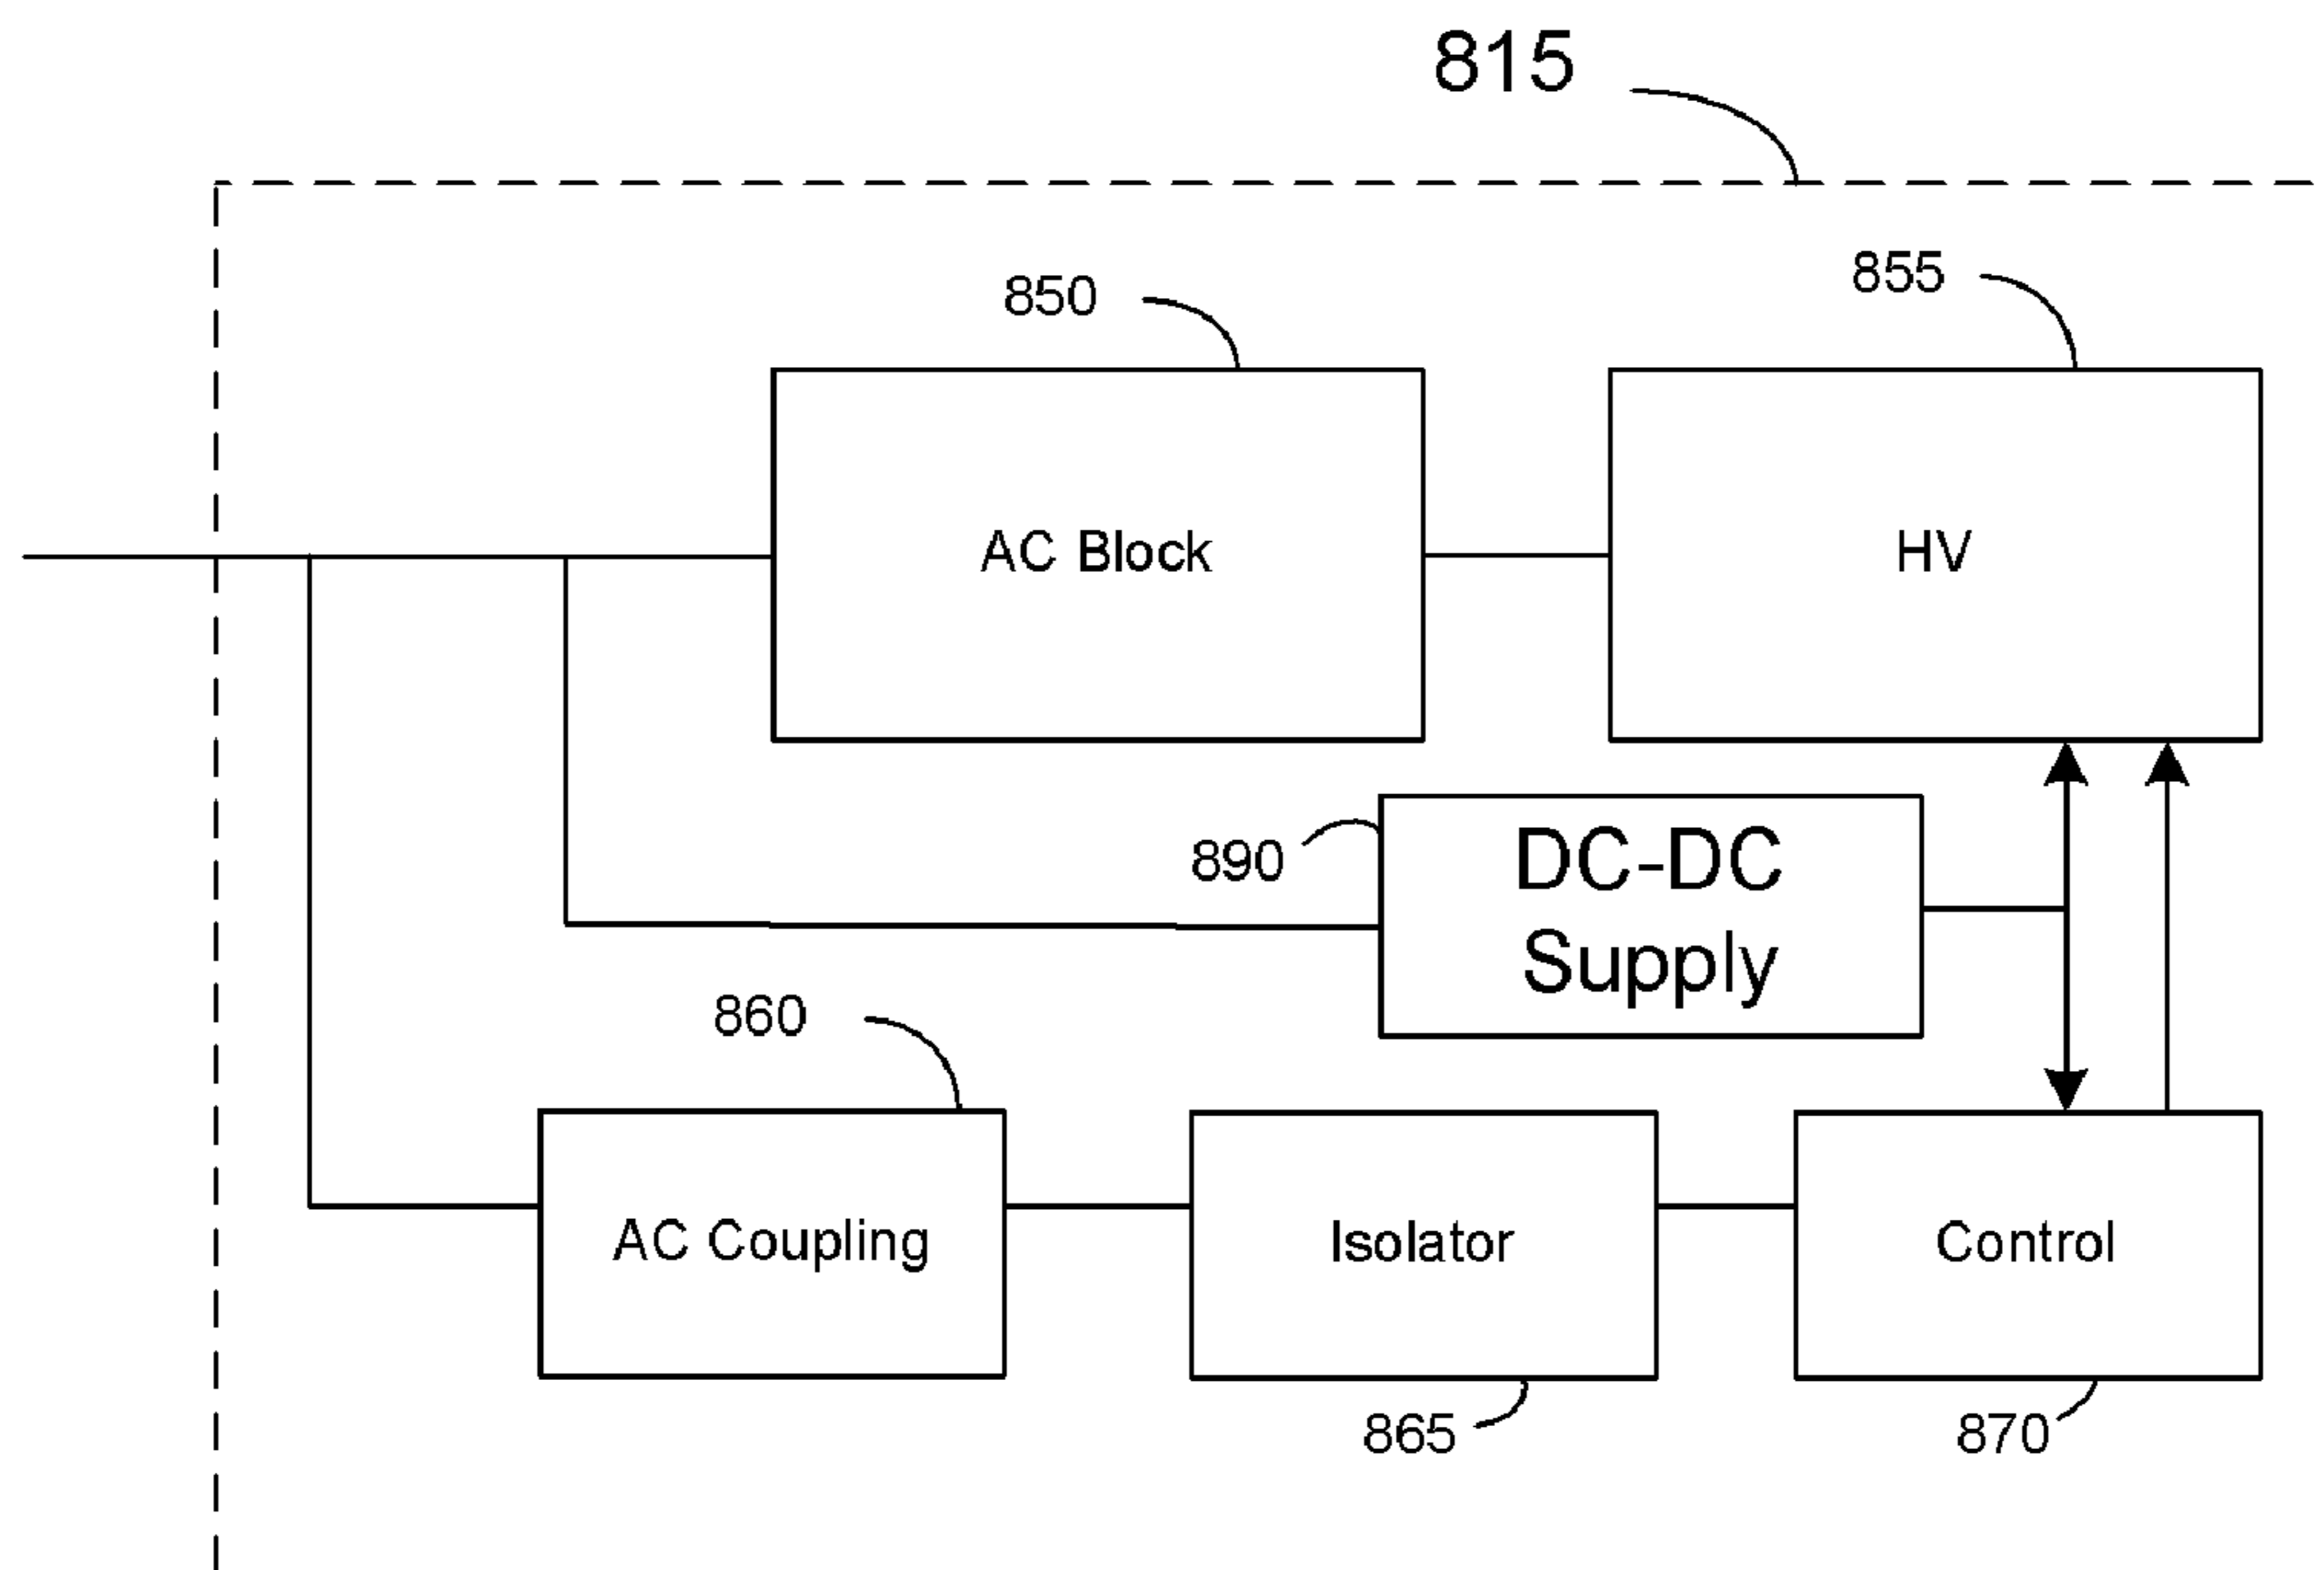 815
850
855
AC Block
HV
890
DC-DC
Supply
860
AC Coupling
Isolator
Control
865
870